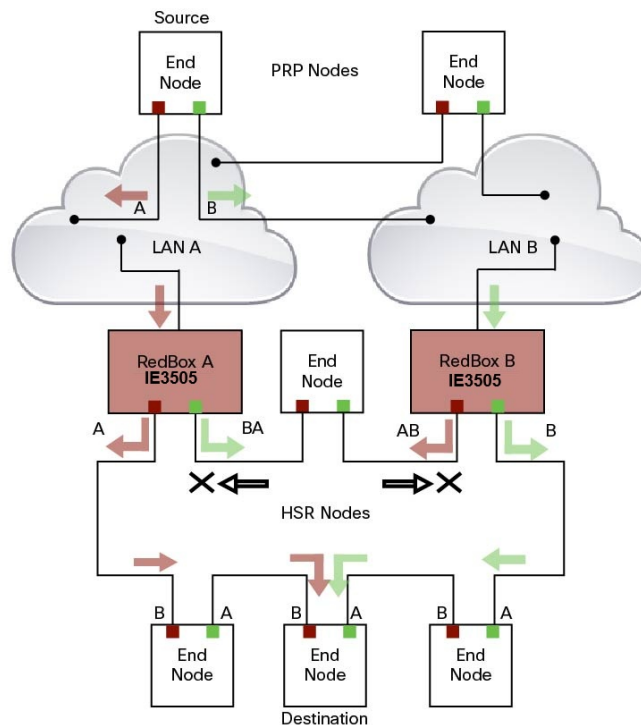 Source
End
Node
PRP Nodes
End
Node
A
B
LAN A
LAN B
RedBox A
IE3505
End
Node
RedBox B
IE3505
A
BA
AB
B
HSR Nodes
B
A
B
A
B
A
End
Node
End
Node
End
Node
Destination